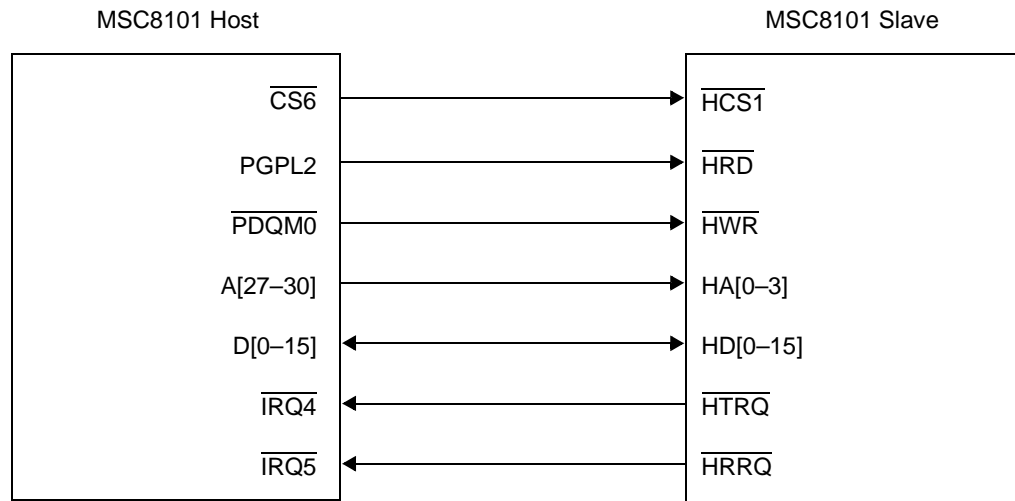 MSC8101 Host MSC8101 Slave
CS6 HCS1
PGPL2 HRD
PDQM0 HWR
A[27–30] HA[0–3]
D[0–15] HD[0–15]
IRQ4 HTRQ
IRQ5 HRRQ